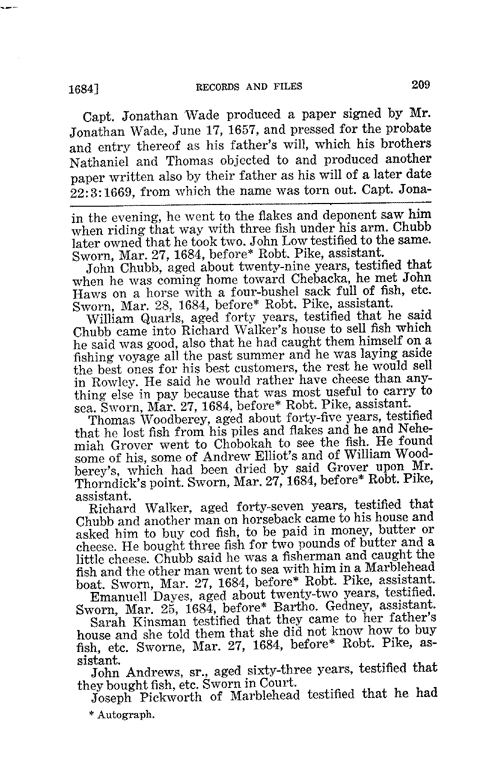 1684] RECORDS AND FILES 209
Capt. Jonathan Wade produced a paper signed by Mr.
Jonathan Wade, June 17, 1657, and pressed for the probate
and entry thereof as his father's will, which his brothers
Nathaniel and Thomas objected to and produced another
paper written also by their father as his will of a later date
22:3:1669, from which the name was torn out. Capt. Jona-
in the evening, he went to the flakes and deponent saw him
when riding that way with three fish under his arm. Chubb
later owned that he took two. John Low testified to the same.
Sworn, Mar. 27, 1684, before* Robt. Pike, assistant.
John Chubb, aged about twenty-nine years, testified that
when he was coming home toward Chebacka, he met John
Haws on a horse with a four-bushel sack full of fish, etc.
Sworn, Mar. 28, 1684, before* Robt. Pike, assistant.
William Quarls, aged forty years, testified that he said
Chubb came into Richard Walker's house to sell fish which
he said was good, also that he had caught them himself on a
fishing voyage all the past summer and he was laying aside
the best ones for his best customers, the rest he would sell
in Rowley. He said he would rather have cheese than any-
thing else in pay because that was most useful to carry to
sea. Sworn, Mar. 27, 1684, before* Robt. Pike, assistant.
Thomas Woodberey, aged about forty-five years, testified
that he lost fish from his piles and flakes and he and Nehe-
miah Grover went to Chobokah to see the fish. He found
some of his, some of Andrew Elliot's and of William Wood-
berey's, which had been dried by said Grover upon Mr.
Thorndick's point. Sworn, Mar. 27, 1684, before* Robt. Pike,
assistant.
Richard Walker, aged forty-seven years, testified that
Chubb and another man on horseback came to his house and
asked him to buy cod fish, to be paid in money, butter or
cheese. He bought three fish for two pounds of butter and a
little cheese. Chubb said he was a fisherman and caught the
fish and the other man went to sea with him in a Marblehead
boat. Sworn, Mar. 27, 1684, before* Robt. Pike, assistant.
Emanuell Dayes, aged about twenty-two years, testified.
Sworn, Mar. 25, 1684, before* Bartho. Gedney, assistant.
Sarah Kinsman testified that they came to her father's
house and she told them that she did not know how to buy
fish, etc. Sworne, Mar. 27, 1684, before* Robt. Pike, as-
sistant.
John Andrews, sr., aged sixty-three years, testified that
they bought fish, etc. Sworn in Court.
Joseph Pickworth of Marblehead testified that he had
* Autograph.